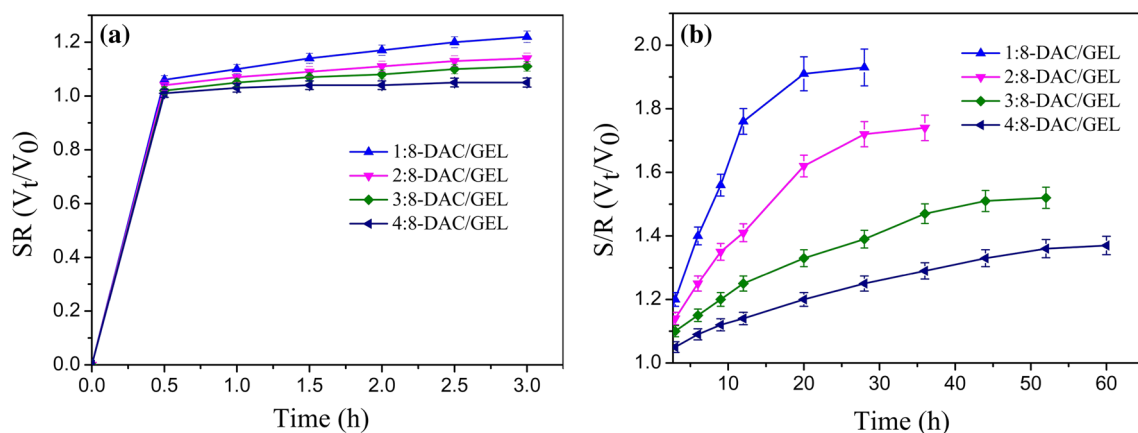 (a)
SR (Vt/V0)
1.2
1.0
0.8
0.6
0.4
0.2
0.0
1:8-DAC/GEL
2:8-DAC/GEL
3:8-DAC/GEL
4:8-DAC/GEL
0.0 0.5 1.0 1.5 2.0 2.5 3.0
Time (h)
(b)
S/R (Vt/V0)
2.0
1.8
1.6
1.4
1.2
1.0
1:8-DAC/GEL
2:8-DAC/GEL
3:8-DAC/GEL
4:8-DAC/GEL
10 20 30 40 50 60
Time (h)